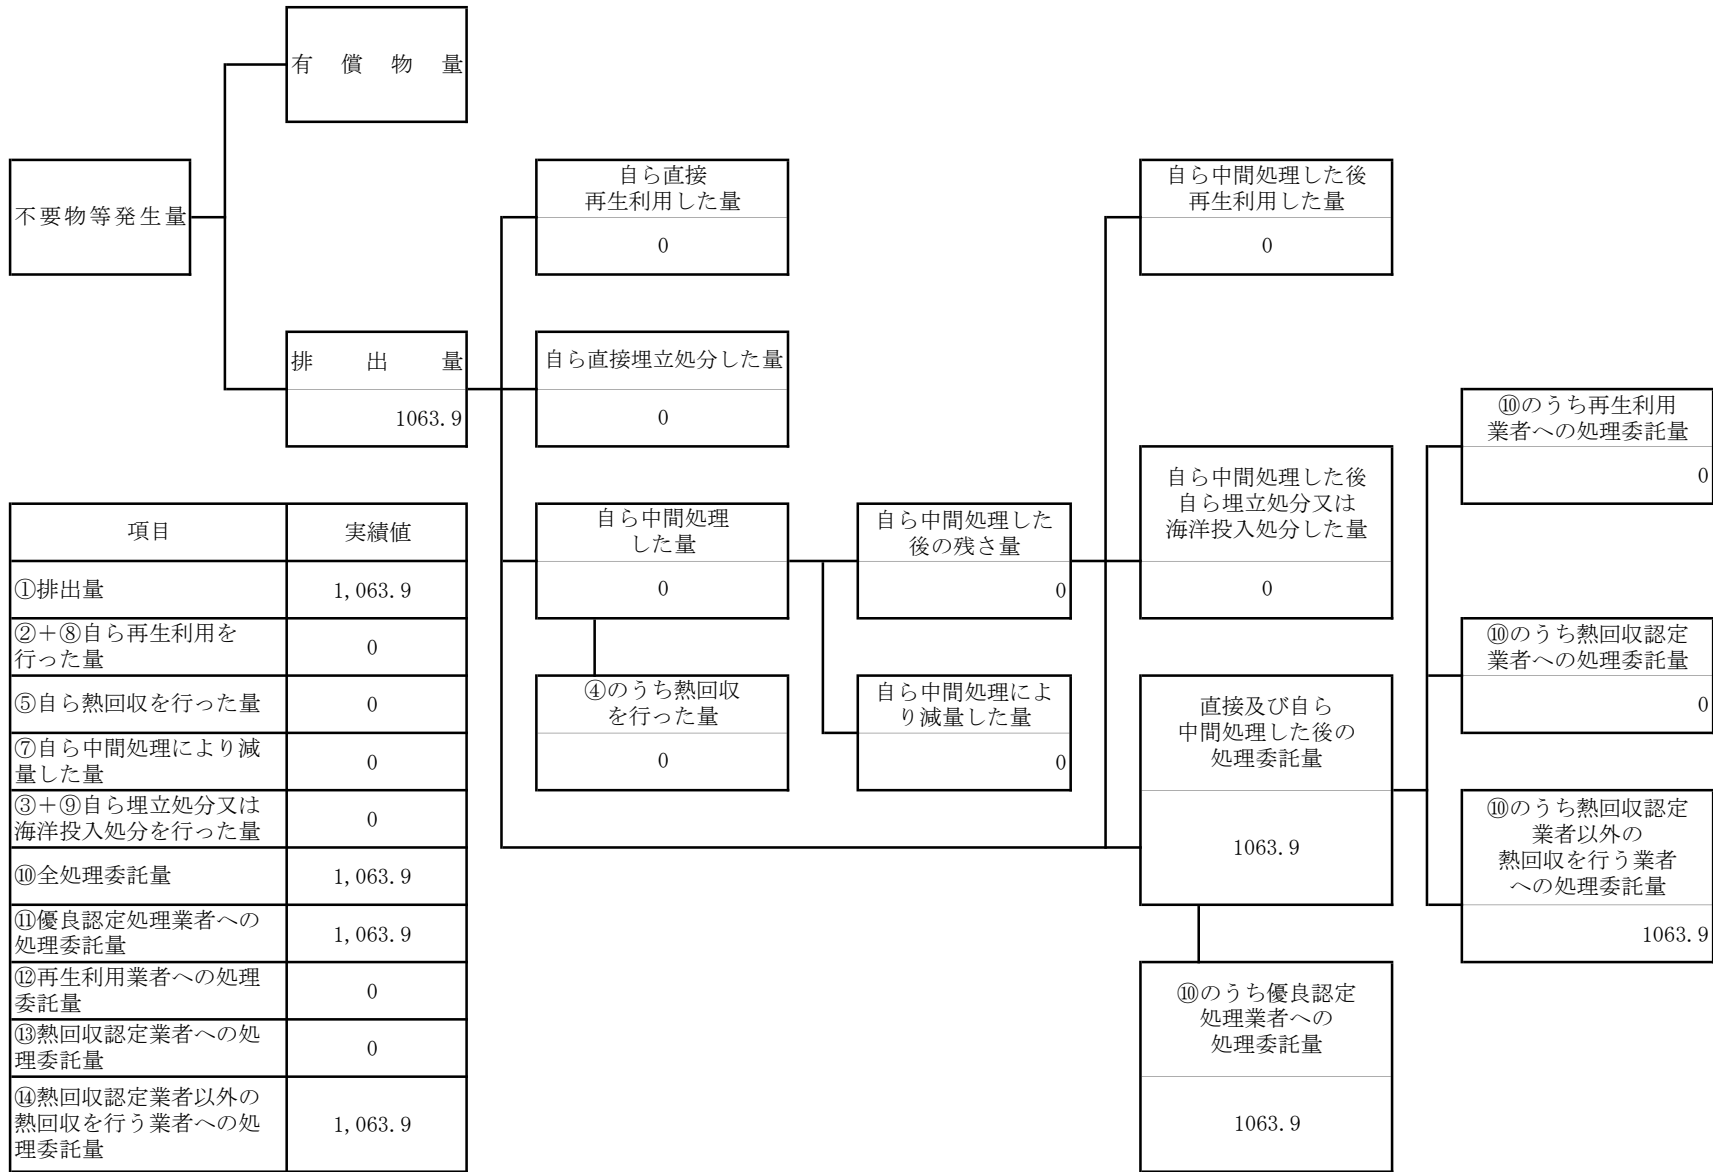 有償物量
不要物等発生量
自ら直接
再生利用した量
0
自ら中間処理した後
再生利用した量
0
排出量
1063.9
自ら直接埋立処分した量
0
⑩のうち再生利用
業者への処理委託量
0
自ら中間処理
した量
0
自ら中間処理した
後の残さ量
0
自ら中間処理した後
自ら埋立処分又は
海洋投入処分した量
0
⑩のうち熱回収認定
業者への処理委託量
0
④のうち熱回収
を行った量
0
自ら中間処理によ
り減量した量
0
直接及び自ら
中間処理した後の
処理委託量
1063.9
⑩のうち熱回収認定
業者以外の
熱回収を行う業者
への処理委託量
1063.9
⑩のうち優良認定
処理業者への
処理委託量
1063.9
項目 実績値
①排出量 1,063.9
②+⑧自ら再生利用を
行った量 0
⑤自ら熱回収を行った量 0
⑦自ら中間処理により減
量した量 0
③+⑨自ら埋立処分又は
海洋投入処分を行った量 0
⑩全処理委託量 1,063.9
⑪優良認定処理業者への
処理委託量 1,063.9
⑫再生利用業者への処理
委託量 0
⑬熱回収認定業者への処
理委託量 0
⑭熱回収認定業者以外の
熱回収を行う業者への処
理委託量 1,063.9